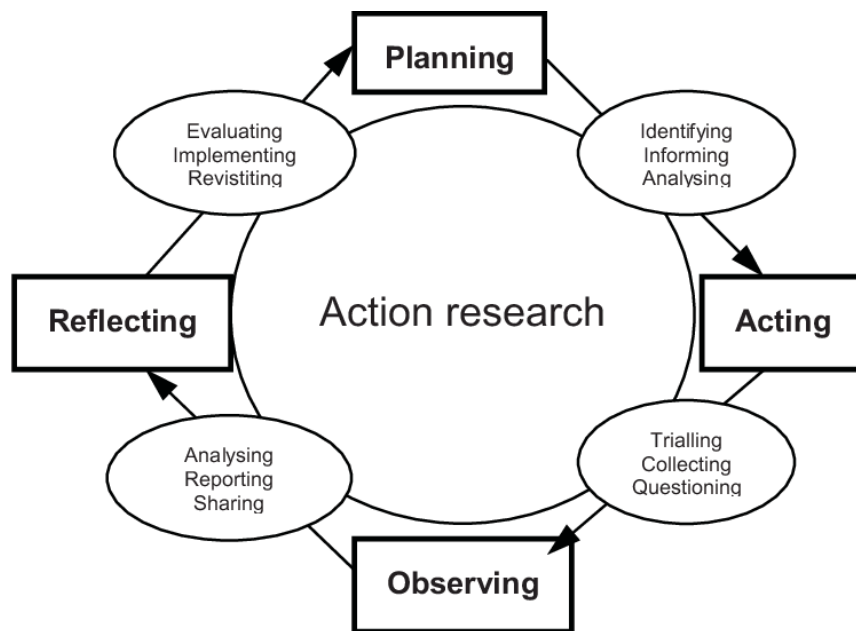 Planning
Evaluating
Implementing
Revistiting
Identifying
Informing
Analysing
Reflecting
Action research
Acting
Analysing
Reporting
Sharing
Trialling
Collecting
Questioning
Observing